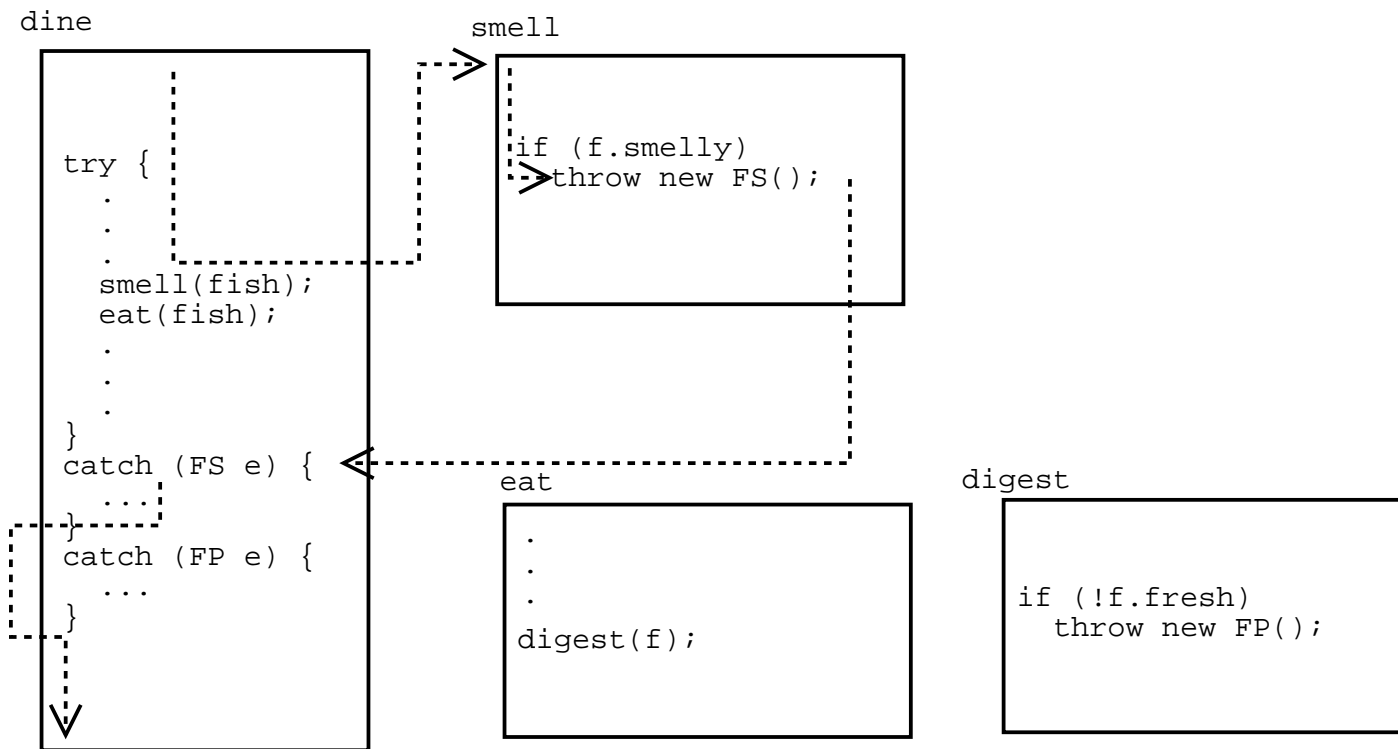 dine
try {
.
.
.
smell(fish);
eat(fish);
.
.
.
}
catch (FS e) {
...
}
catch (FP e) {
...
}
smell
if (f.smelly)
throw new FS();
eat
.
.
.
digest(f);
digest
if (!f.fresh)
throw new FP();